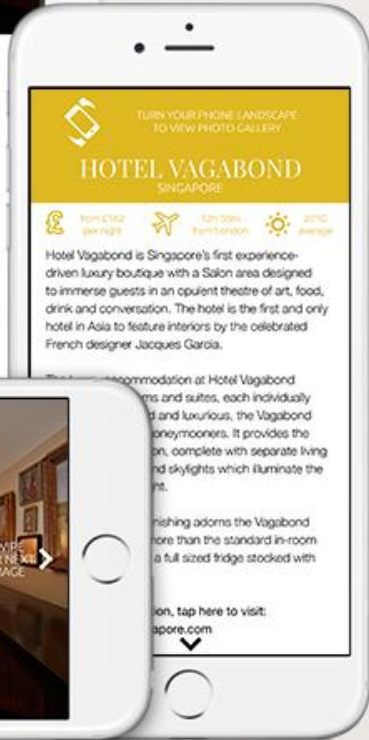 TURN YOUR PHONE LANDSCAPE
TO VIEW PHOTO GALLERY
HOTEL VAGABOND
SINGAPORE
per night
from London
average
Hotel Vagabond is Singapore's first experience-
driven luxury boutique with a Salon area designed
to immerse guests in an opulent theatre of art, food,
drink and conversation. The hotel is the first and only
hotel in Asia to feature interiors by the celebrated
French designer Jacques Garcia.
accommodation at Hotel Vagabond
ms and suites, each individually
d and luxurious, the Vagabond
oneymooners. It provides the
on, complete with separate living
nd skylights which illuminate the
ht.
nishing adorns the Vagabond
more than the standard in-room
a full sized fridge stocked with
ion, tap here to visit:
apore.com
NEXT